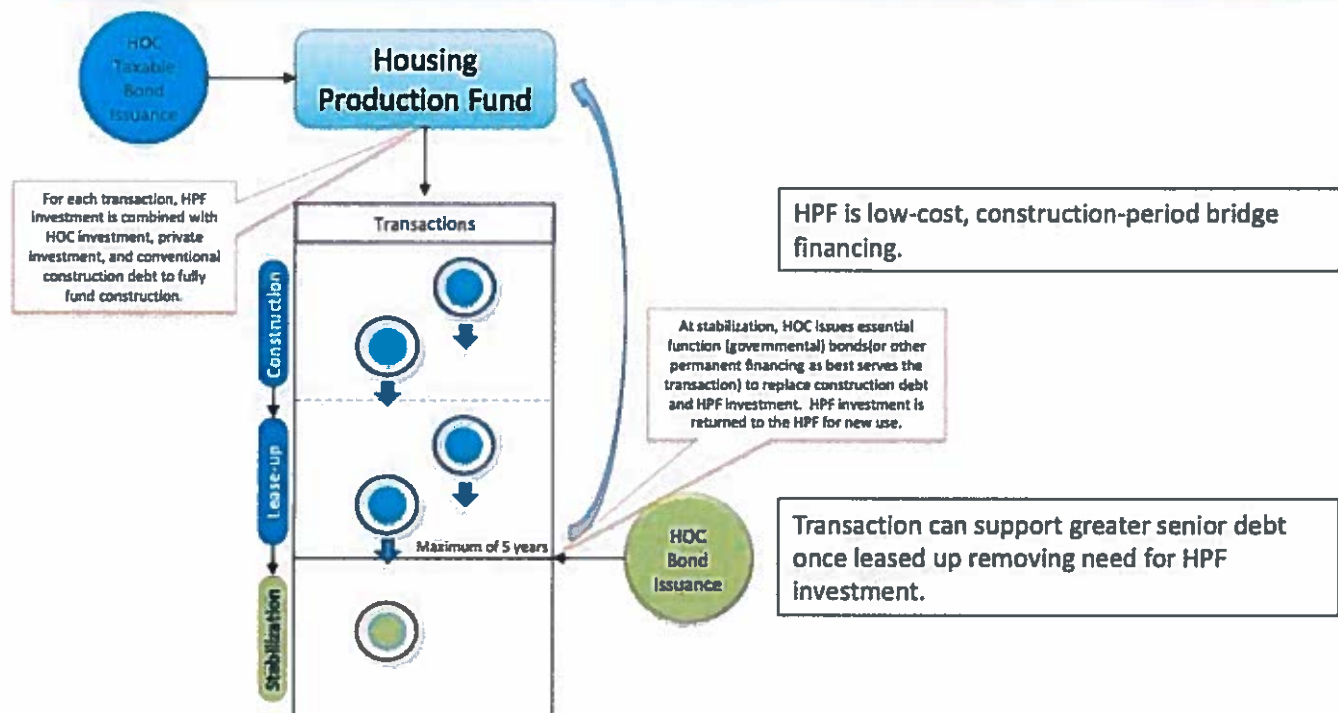 HOC
Taxable
Bond
Issuance
Housing
Production Fund
For each transaction, HPF
investment is combined with
HOC investment, private
investment, and conventional
construction debt to fully
fund construction.
Transactions
HPF is low-cost, construction-period bridge
financing.
Construction
At stabilization, HOC issues essential
function (governmental) bonds(or other
permanent financing as best serves the
transaction) to replace construction debt
and HPF investment. HPF investment is
returned to the HPF for new use.
Lease-up
Maximum of 5 years
HOC
Bond
Issuance
Transaction can support greater senior debt
once leased up removing need for HPF
investment.
Stabilization